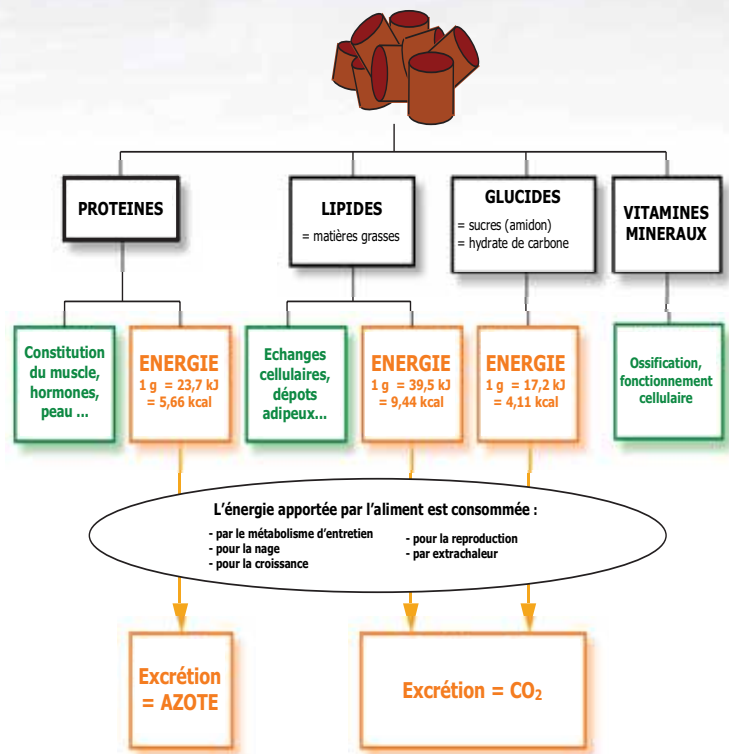 PROTEINES
LIPIDES
= matières grasses
GLUCIDES
= sucres (amidon)
= hydrate de carbone
VITAMINES
MINERAUX
Constitution
du muscle,
hormones,
peau ...
ENERGIE
1 g = 23,7 kJ
= 5,66 kcal
Echanges
cellulaires,
dépots
adipeux...
ENERGIE
1 g = 39,5 kJ
= 9,44 kcal
ENERGIE
1 g = 17,2 kJ
= 4,11 kcal
Ossification,
fonctionnement
cellulaire
L'énergie apportée par l'aliment est consommée :
- par le métabolisme d'entretien
- pour la nage
- pour la croissance
- pour la reproduction
- par extrachaleur
Excrétion
= AZOTE
Excrétion = CO₂